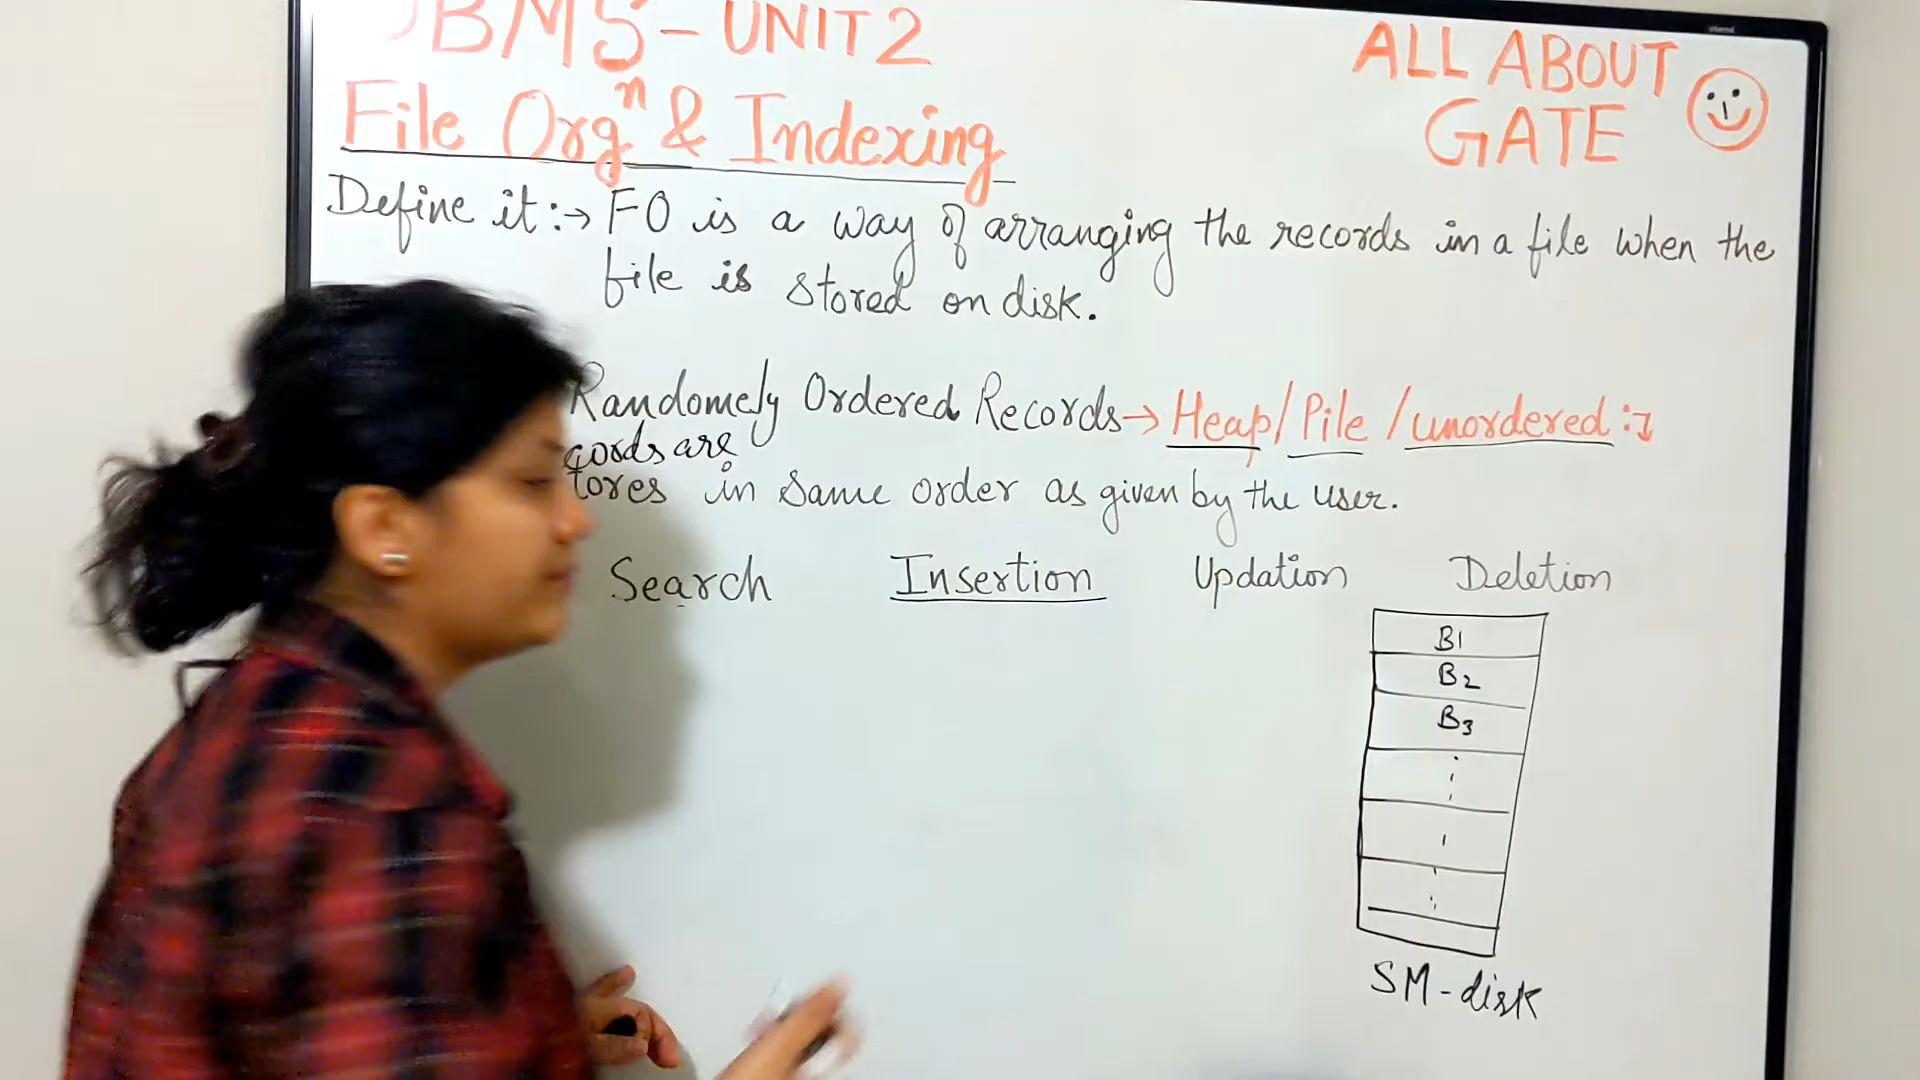 DBMS - UNIT 2
ALL ABOUT
GATE
File Orgⁿ & Indexing
Define it :→ FO is a way of arranging the records in a file when the
file is stored on disk.
Randomely Ordered Records → Heap / Pile / unordered :↴
cords are
tores in same order as given by the user.
Search Insertion Updation Deletion
B1
B2
B3
SM - disk